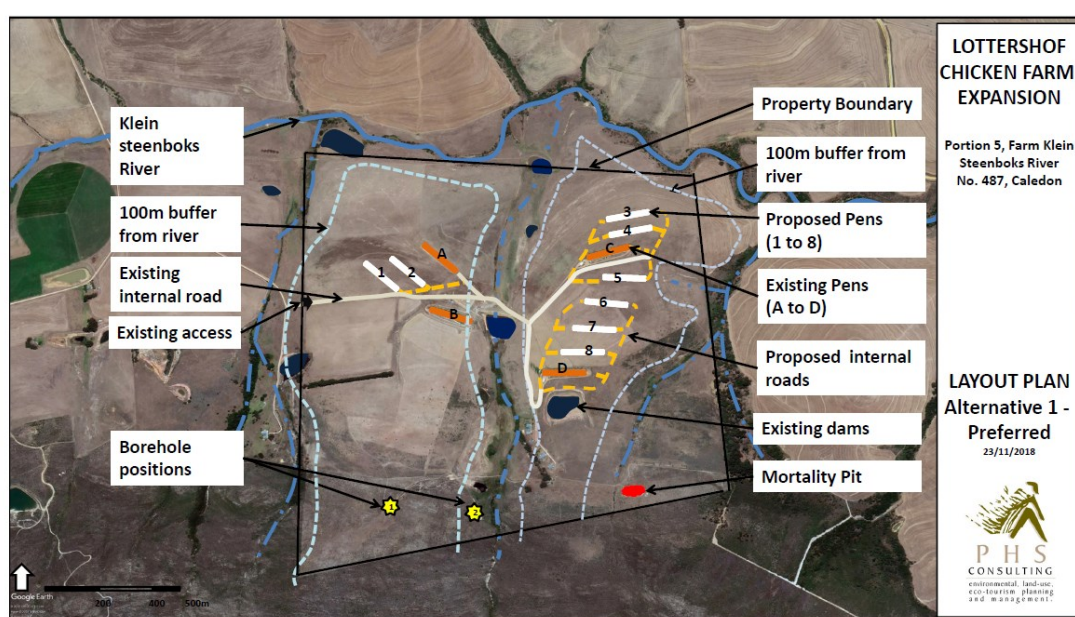 LOTTERSHOF
CHICKEN FARM
EXPANSION
Portion 5, Farm Klein
Steenboks River
No. 487, Caledon
LAYOUT PLAN
Alternative 1 -
Preferred
23/11/2018
PHS
CONSULTING
environmental, land-use,
eco-tourism planning
and management.
Klein
steenboks
River
100m buffer
from river
Existing
internal road
Existing access
Borehole
positions
Property Boundary
100m buffer from
river
Proposed Pens
(1 to 8)
Existing Pens
(A to D)
Proposed internal
roads
Existing dams
Mortality Pit
A
1
2
B
3
4
C
5
6
7
8
D
1
2
Google Earth
200
400
500m